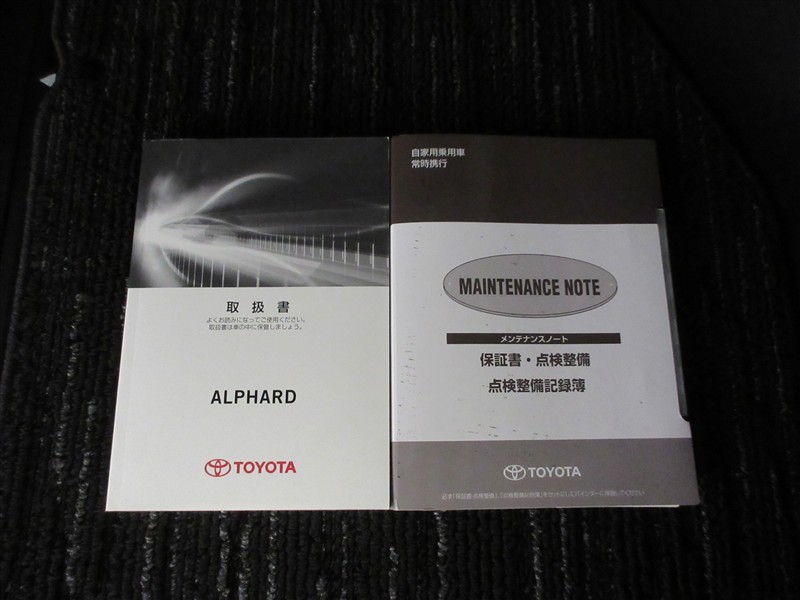 取扱書
よくお読みになってご使用ください。
取扱書は車の中に保管しましょう。
ALPHARD
TOYOTA
自家用乗用車
常時携行
MAINTENANCE NOTE
メンテナンスノート
保証書・点検整備
点検整備記録簿
TOYOTA